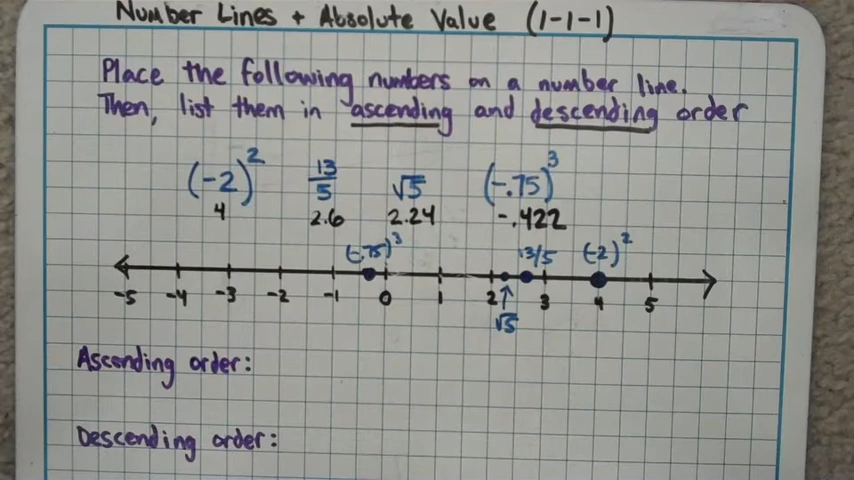 Number Lines + Absolute Value (1-1-1)
Place the following numbers on a number line.
Then, list them in ascending and descending order
(-2)² 13/5 √5 (-.75)³
4 2.6 2.24 -.422
(-.75)³ 13/5 (-2)²
-5 -4 -3 -2 -1 0 1 2 3 4 5
√5
Ascending order:
Descending order: